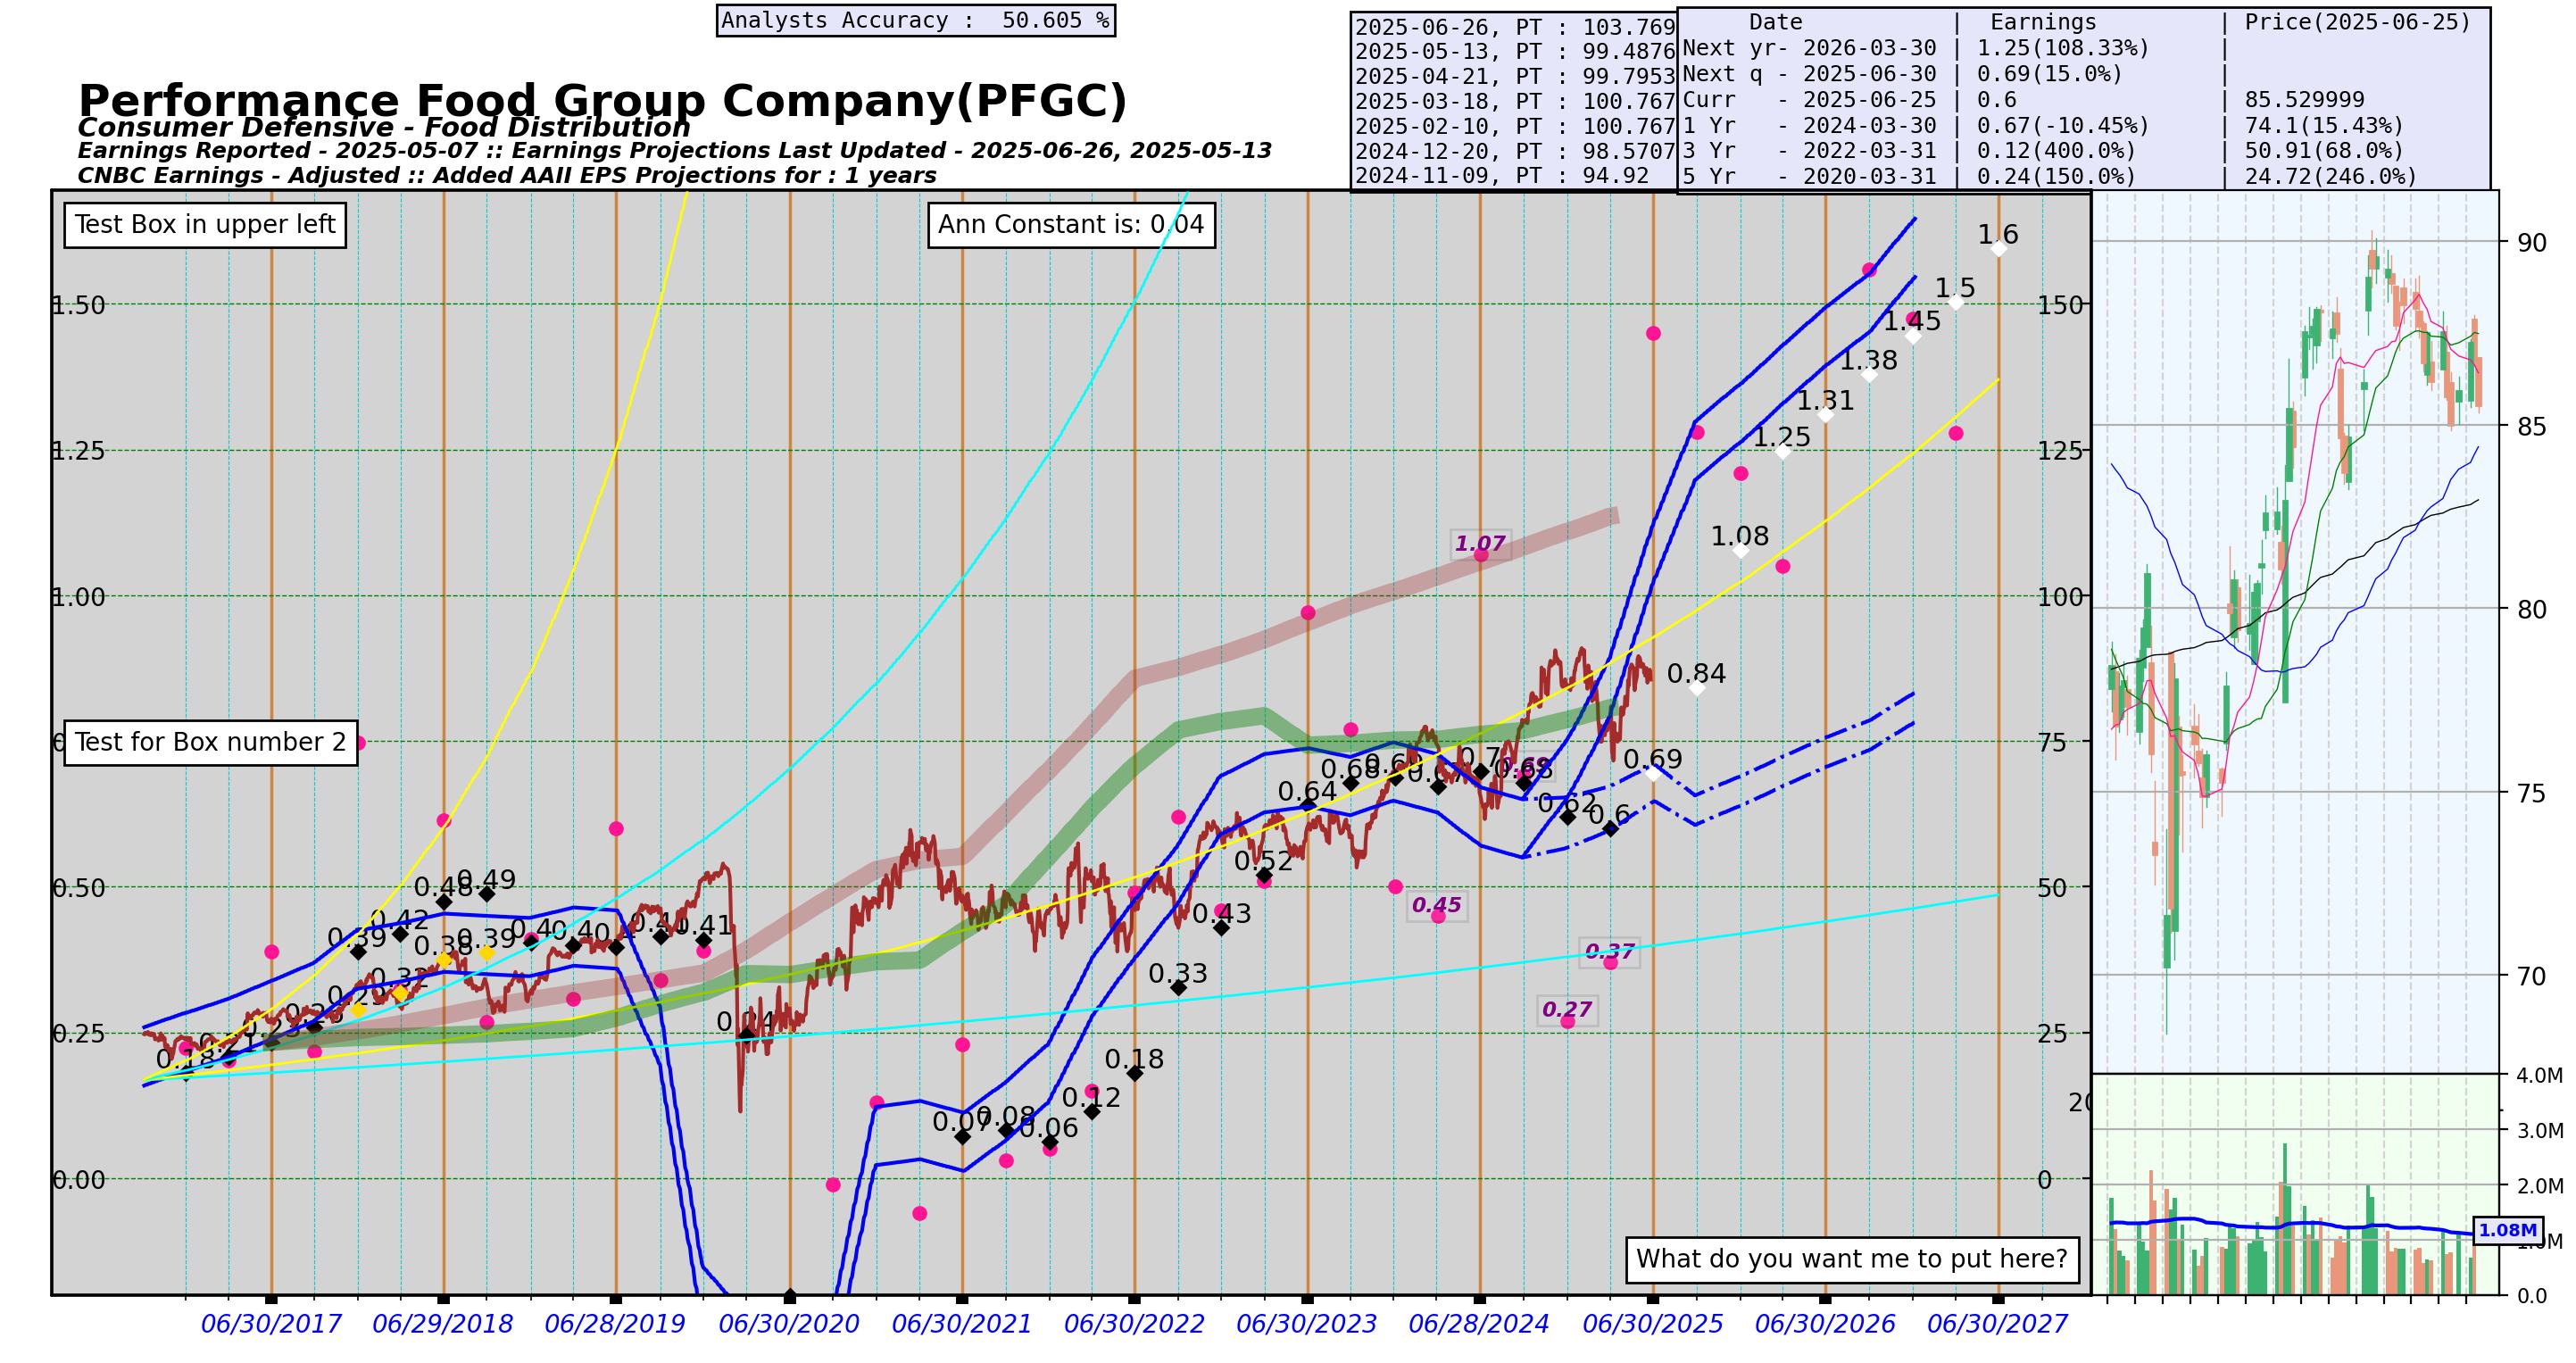 Analysts Accuracy :  50.605 %
2025-06-26, PT : 103.769
2025-05-13, PT : 99.4876
2025-04-21, PT : 99.7953
2025-03-18, PT : 100.767
2025-02-10, PT : 100.767
2024-12-20, PT : 98.5707
2024-11-09, PT : 94.92
Date | Earnings | Price(2025-06-25)
Next yr- 2026-03-30 | 1.25(108.33%) |
Next q - 2025-06-30 | 0.69(15.0%) |
Curr   - 2025-06-25 | 0.6 | 85.529999
1 Yr   - 2024-03-30 | 0.67(-10.45%) | 74.1(15.43%)
3 Yr   - 2022-03-31 | 0.12(400.0%) | 50.91(68.0%)
5 Yr   - 2020-03-31 | 0.24(150.0%) | 24.72(246.0%)
Performance Food Group Company(PFGC)
Consumer Defensive - Food Distribution
Earnings Reported - 2025-05-07 :: Earnings Projections Last Updated - 2025-06-26, 2025-05-13
CNBC Earnings - Adjusted :: Added AAII EPS Projections for : 1 years
Test Box in upper left
Ann Constant is: 0.04
Test for Box number 2
What do you want me to put here?
1.50
1.25
1.00
0.50
0.25
0.00
150
125
100
75
50
25
0
1.6
1.5
1.45
1.38
1.31
1.25
1.08
0.84
0.69
1.07
0.45
0.37
0.27
0.62
0.6
0.64
0.52
0.43
0.33
0.18
0.12
0.06
0.08
0.07
0.24
0.41
0.49
0.48
0.42
0.39
0.38
0.39
0.18
90
85
80
75
70
4.0M
3.0M
2.0M
1.08M
0.0
06/30/2017
06/29/2018
06/28/2019
06/30/2020
06/30/2021
06/30/2022
06/30/2023
06/28/2024
06/30/2025
06/30/2026
06/30/2027